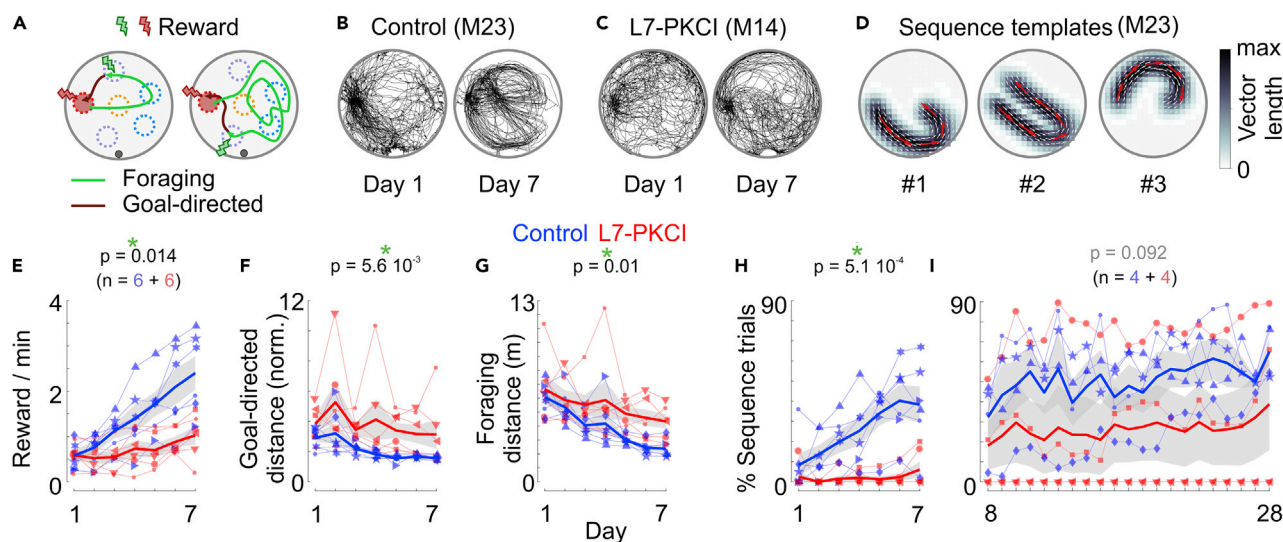 A
Reward
Foraging
Goal-directed
B
Control (M23)
Day 1
Day 7
C
L7-PKCI (M14)
Day 1
Day 7
D
Sequence templates (M23)
#1
#2
#3
max
Vector
length
0
Control L7-PKCI
E
*
p = 0.014
(n = 6 + 6)
Reward / min
4
2
0
1
7
F
*
p = 5.6 10⁻³
Goal-directed
distance (norm.)
12
0
1
7
G
*
p = 0.01
Foraging
distance (m)
13
0
1
7
Day
H
*
p = 5.1 10⁻⁴
% Sequence trials
90
0
1
7
I
p = 0.092
(n = 4 + 4)
90
0
8
28